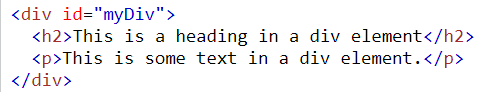 <div id="myDiv">
  <h2>This is a heading in a div element</h2>
  <p>This is some text in a div element.</p>
</div>